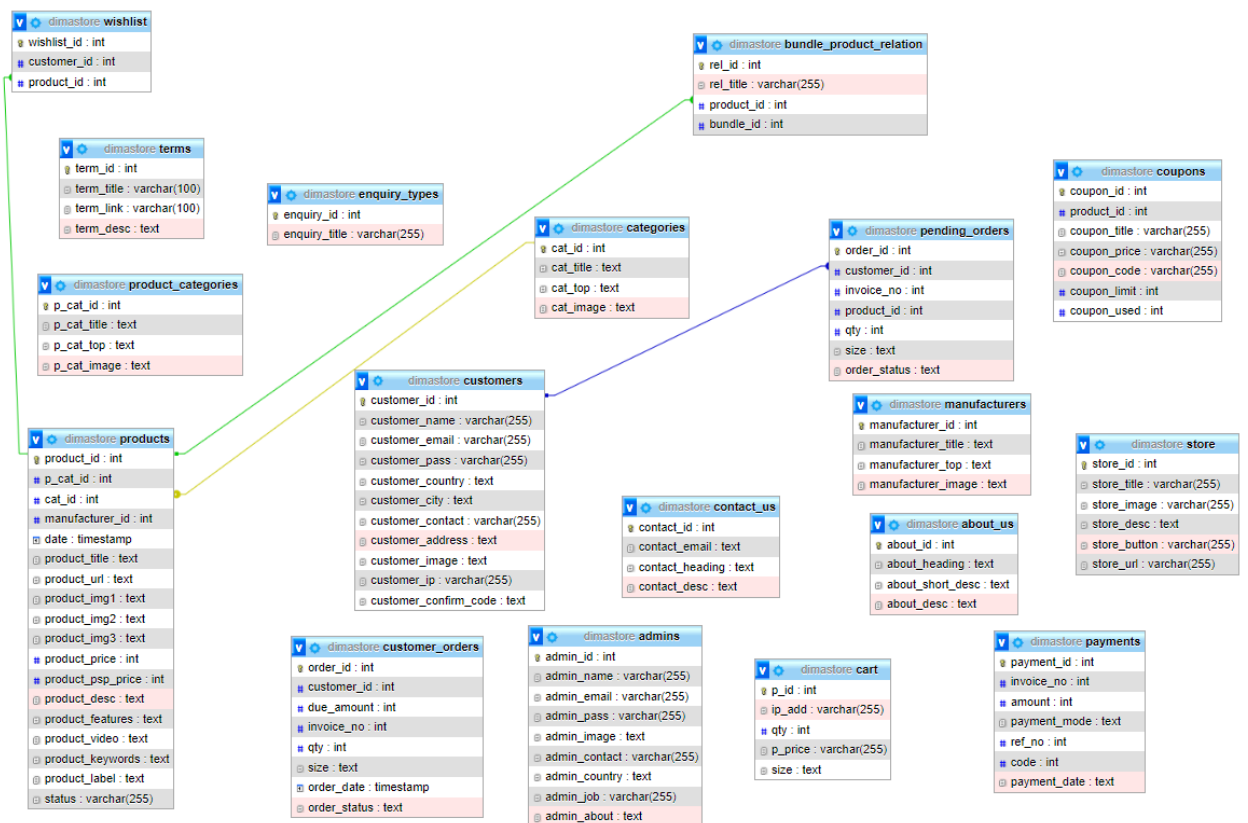 dimastore wishlist
wishlist_id : int
customer_id : int
product_id : int
dimastore bundle_product_relation
rel_id : int
rel_title : varchar(255)
product_id : int
bundle_id : int
dimastore terms
term_id : int
term_title : varchar(100)
term_link : varchar(100)
term_desc : text
dimastore enquiry_types
enquiry_id : int
enquiry_title : varchar(255)
dimastore categories
cat_id : int
cat_title : text
cat_top : text
cat_image : text
dimastore pending_orders
order_id : int
customer_id : int
invoice_no : int
product_id : int
qty : int
size : text
order_status : text
dimastore coupons
coupon_id : int
product_id : int
coupon_title : varchar(255)
coupon_price : varchar(255)
coupon_code : varchar(255)
coupon_limit : int
coupon_used : int
dimastore product_categories
p_cat_id : int
p_cat_title : text
p_cat_top : text
p_cat_image : text
dimastore customers
customer_id : int
customer_name : varchar(255)
customer_email : varchar(255)
customer_pass : varchar(255)
customer_country : text
customer_city : text
customer_contact : varchar(255)
customer_address : text
customer_image : text
customer_ip : varchar(255)
customer_confirm_code : text
dimastore manufacturers
manufacturer_id : int
manufacturer_title : text
manufacturer_top : text
manufacturer_image : text
dimastore store
store_id : int
store_title : varchar(255)
store_image : varchar(255)
store_desc : text
store_button : varchar(255)
store_url : varchar(255)
dimastore products
product_id : int
p_cat_id : int
cat_id : int
manufacturer_id : int
date : timestamp
product_title : text
product_url : text
product_img1 : text
product_img2 : text
product_img3 : text
product_price : int
product_psp_price : int
product_desc : text
product_features : text
product_video : text
product_keywords : text
product_label : text
status : varchar(255)
dimastore contact_us
contact_id : int
contact_email : text
contact_heading : text
contact_desc : text
dimastore about_us
about_id : int
about_heading : text
about_short_desc : text
about_desc : text
dimastore customer_orders
order_id : int
customer_id : int
due_amount : int
invoice_no : int
qty : int
size : text
order_date : timestamp
order_status : text
dimastore admins
admin_id : int
admin_name : varchar(255)
admin_email : varchar(255)
admin_pass : varchar(255)
admin_image : text
admin_contact : varchar(255)
admin_country : text
admin_job : varchar(255)
admin_about : text
dimastore cart
p_id : int
ip_add : varchar(255)
qty : int
p_price : varchar(255)
size : text
dimastore payments
payment_id : int
invoice_no : int
amount : int
payment_mode : text
ref_no : int
code : int
payment_date : text